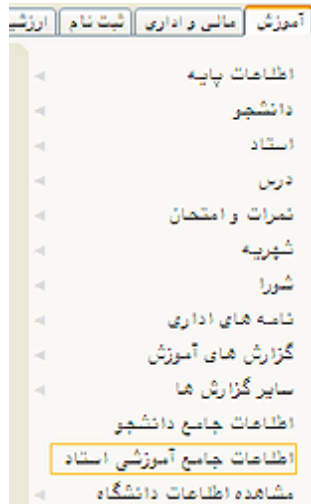 آموزش مالی و اداری ثبت نام
اطلاعات پایه
دانشجو
استاد
درس
نمرات و امتحان
شهریه
شورا
نامه های اداری
گزارش های آموزش
سایر گزارش ها
اطلاعات جامع دانشجو
اطلاعات جامع آموزشی استاد
مشاهده اطلاعات دانشگاه